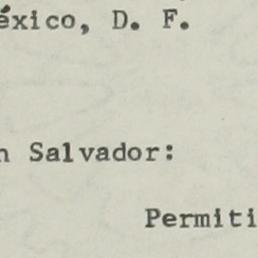 éxico, D. F.
n Salvador:
Permiti